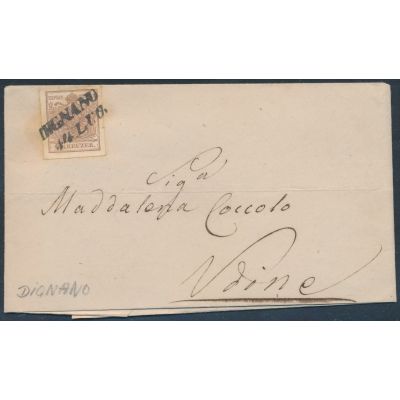 DIGNANO
14 LUG.
KREUZER
Sig.a
Maddalena Coccolo
Udine
DIGNANO